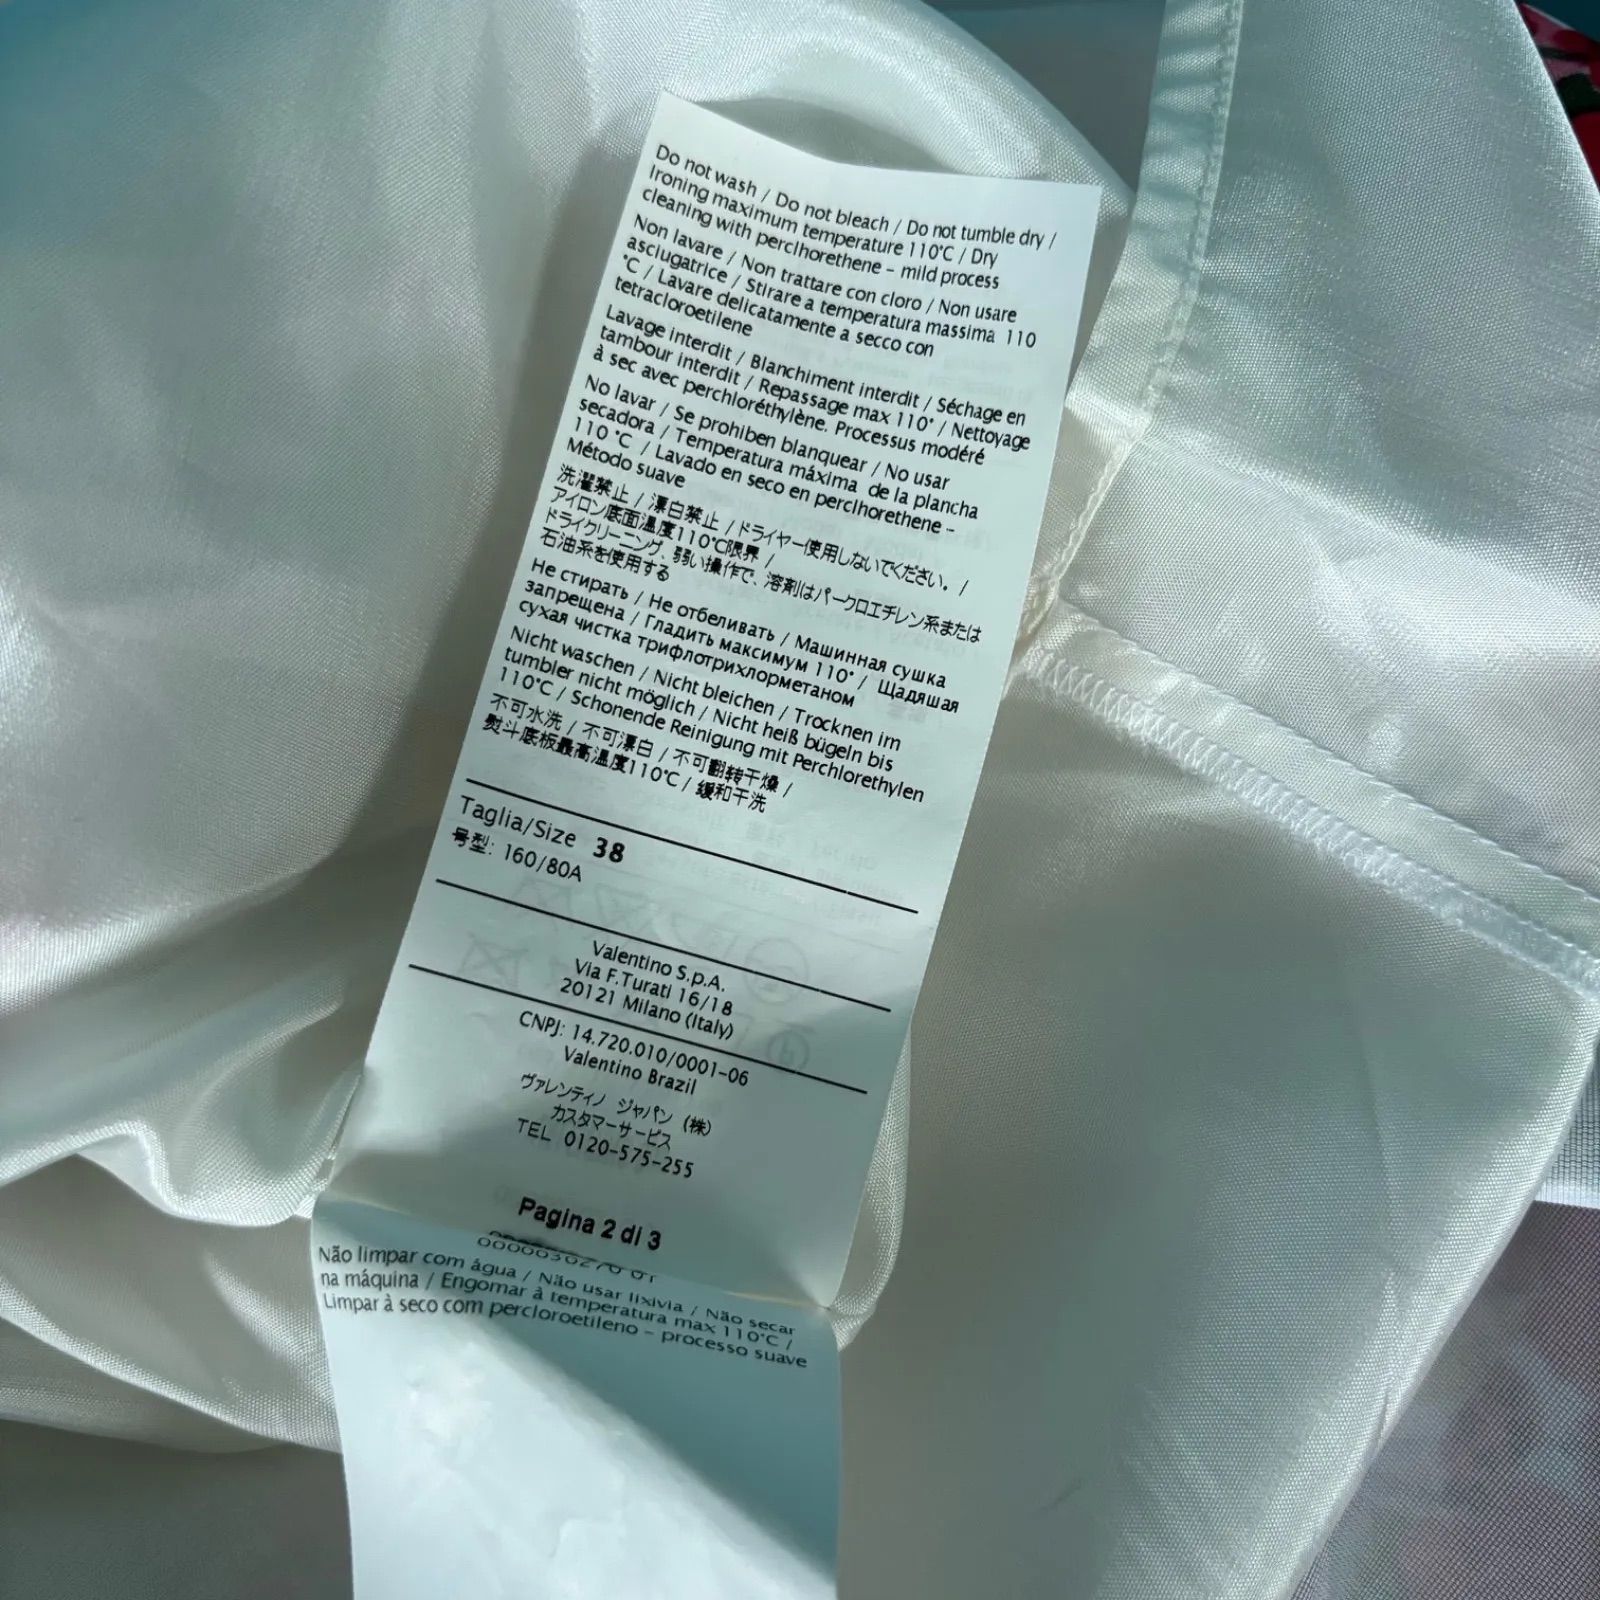 Do not wash / Do not bleach / Do not tumble dry /
Ironing maximum temperature 110°C / Dry
cleaning with perclhorethene – mild process
Non lavare / Non trattare con cloro / Non usare
asciugatrice / Stirare a temperatura massima 110
°C / Lavare delicatamente a secco con
tetracloroetilene
Lavage interdit / Blanchiment interdit / Séchage en
tambour interdit / Repassage max 110° / Nettoyage
à sec avec perchloréthylène. Processus modéré
No lavar / Se prohiben blanquear / No usar
secadora / Temperatura máxima de la plancha
110 °C / Lavado en seco en perclhorethene –
Método suave
洗濯禁止 / 漂白禁止 / ドライヤー使用しないでください。 /
アイロン底面温度110℃限界 /
ドライクリーニング、弱い操作で、溶剤はパークロエチレン系または
石油系を使用する
Не стирать / Не отбеливать / Машинная сушка
запрещена / Гладить максимум 110° / Щадяшая
сухая чистка трифлотрихлорметаном
Nicht waschen / Nicht bleichen / Trocknen im
tumbler nicht möglich / Nicht heiß bügeln bis
110°C / Schonende Reinigung mit Perchlorethylen
不可水洗 / 不可漂白 / 不可翻转干燥 /
熨斗底板最高温度110℃ / 缓和干洗
Taglia/Size 38
号型: 160/80A
Valentino S.p.A.
Via F.Turati 16/18
20121 Milano (Italy)
CNPJ: 14.720.010/0001-06
Valentino Brazil
ヴァレンティノ ジャパン (株)
カスタマーサービス
TEL 0120-575-255
Pagina 2 di 3
Não limpar com água / Não usar lixivia / Não secar
na máquina / Engomar à temperatura max 110°C /
Limpar à seco com percloroetileno – processo suave